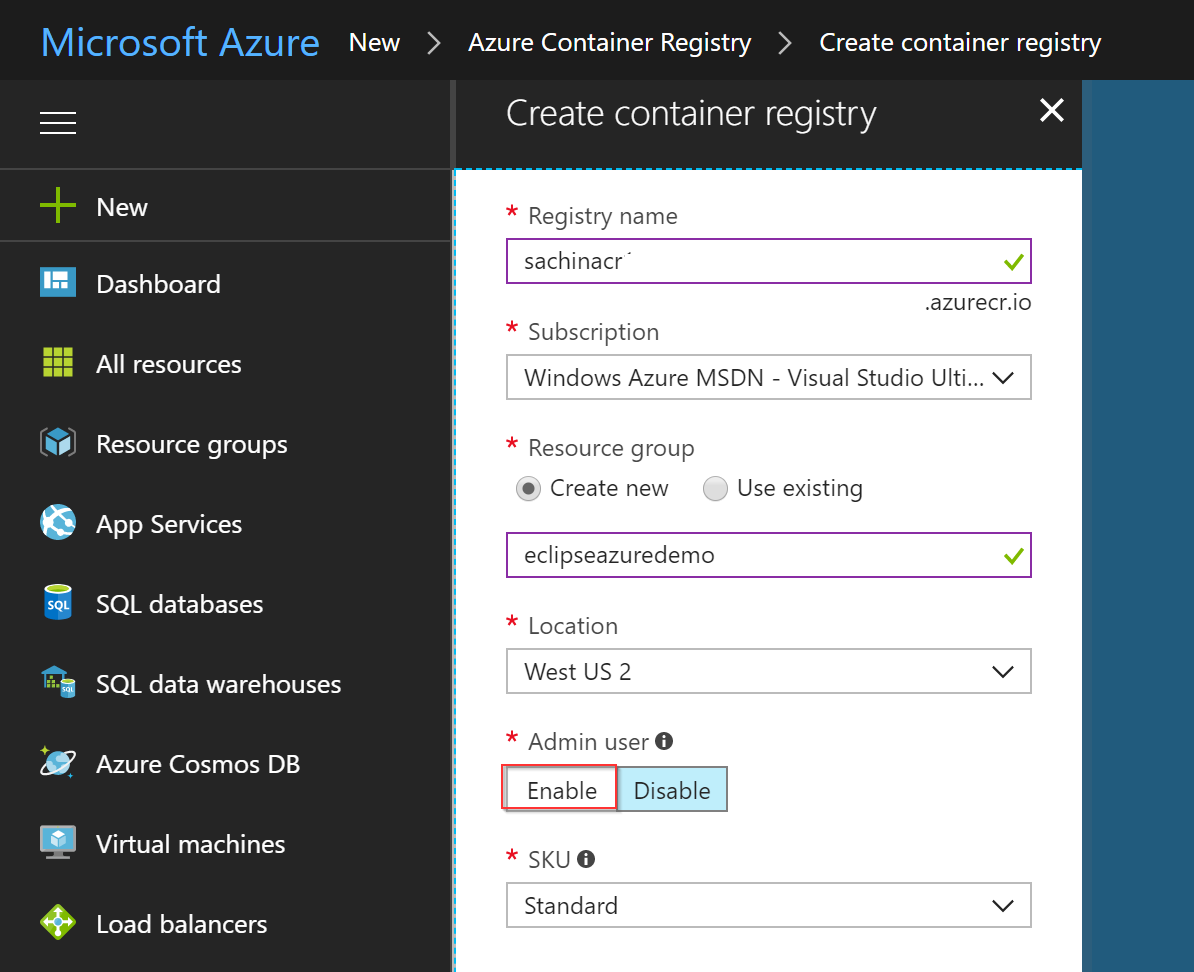 Microsoft Azure New > Azure Container Registry > Create container registry
New
Dashboard
All resources
Resource groups
App Services
SQL
SQL databases
SQL
SQL data warehouses
Azure Cosmos DB
Virtual machines
Load balancers
Create container registry
* Registry name
sachinacr
.azurecr.io
* Subscription
Windows Azure MSDN - Visual Studio Ulti...
* Resource group
Create new Use existing
eclipseazuredemo
* Location
West US 2
* Admin user
Enable Disable
* SKU
Standard